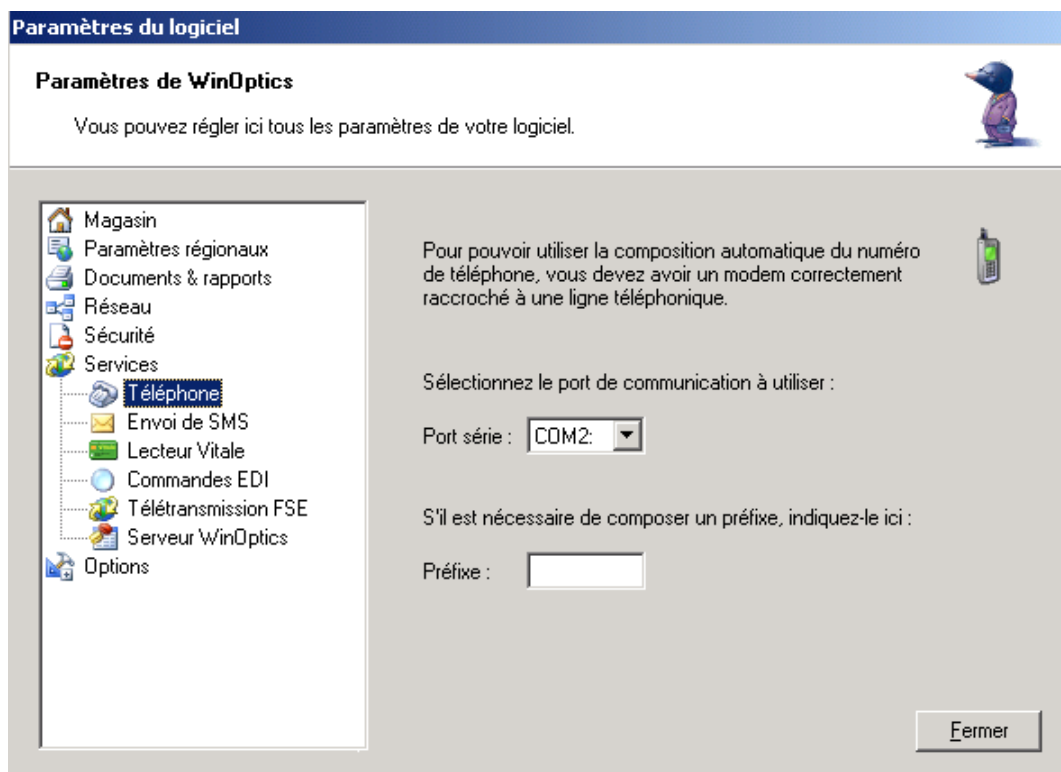 Paramètres du logiciel
Paramètres de WinOptics
Vous pouvez régler ici tous les paramètres de votre logiciel.
Magasin
Paramètres régionaux
Documents & rapports
Réseau
Sécurité
Services
Téléphone
Envoi de SMS
Lecteur Vitale
Commandes EDI
Télétransmission FSE
Serveur WinOptics
Options
Pour pouvoir utiliser la composition automatique du numéro
de téléphone, vous devez avoir un modem correctement
raccroché à une ligne téléphonique.
Sélectionnez le port de communication à utiliser :
Port série : COM2:
S'il est nécessaire de composer un préfixe, indiquez-le ici :
Préfixe :
Fermer